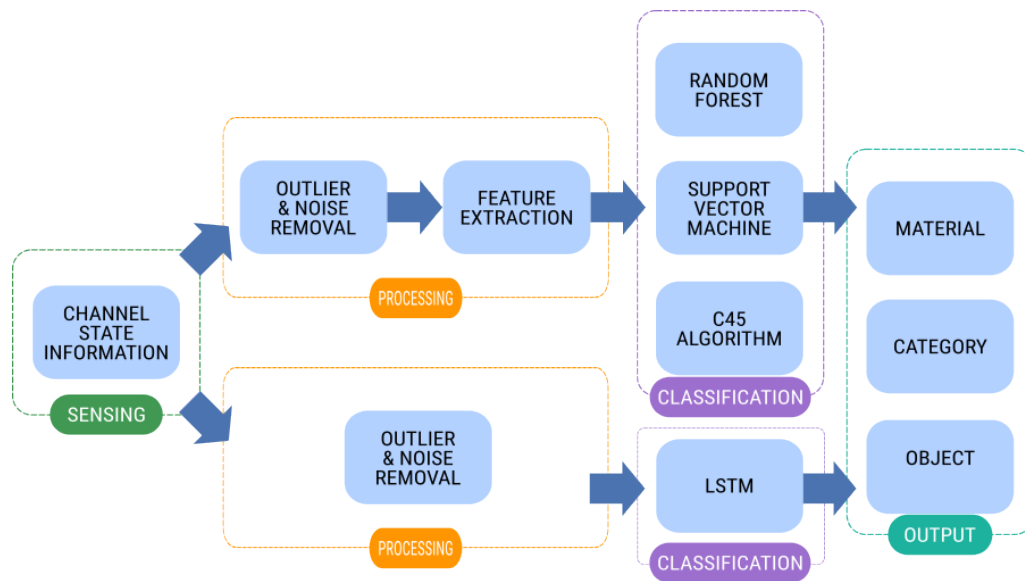 CHANNEL
STATE
INFORMATION
SENSING
OUTLIER
& NOISE
REMOVAL
FEATURE
EXTRACTION
PROCESSING
OUTLIER
& NOISE
REMOVAL
PROCESSING
RANDOM
FOREST
SUPPORT
VECTOR
MACHINE
C45
ALGORITHM
CLASSIFICATION
LSTM
CLASSIFICATION
MATERIAL
CATEGORY
OBJECT
OUTPUT